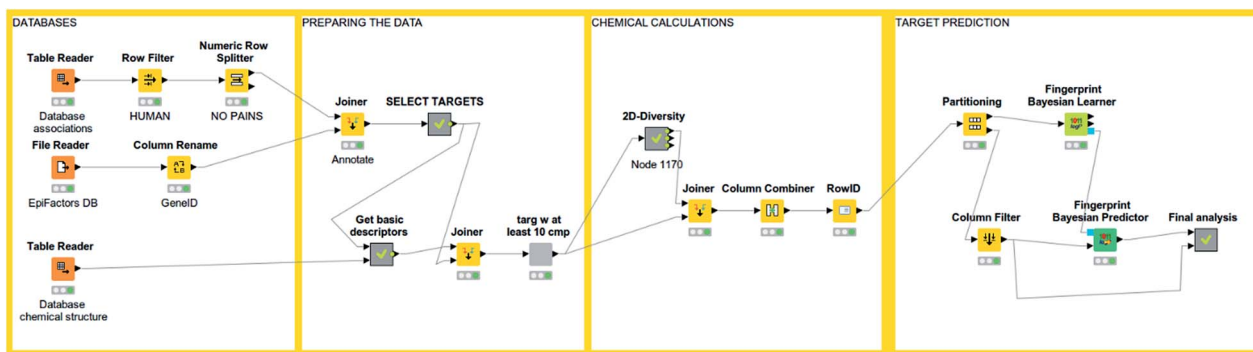 DATABASES
Table Reader
Database
associations
Row Filter
HUMAN
Numeric Row
Splitter
NO PAINS
File Reader
EpiFactors DB
Column Rename
GeneID
Table Reader
Database
chemical structure
PREPARING THE DATA
Joiner
Annotate
SELECT TARGETS
Get basic
descriptors
Joiner
targ w at
least 10 cmp
CHEMICAL CALCULATIONS
2D-Diversity
Node 1170
Joiner
Column Combiner
RowID
TARGET PREDICTION
Partitioning
Fingerprint
Bayesian Learner
Column Filter
Fingerprint
Bayesian Predictor
Final analysis